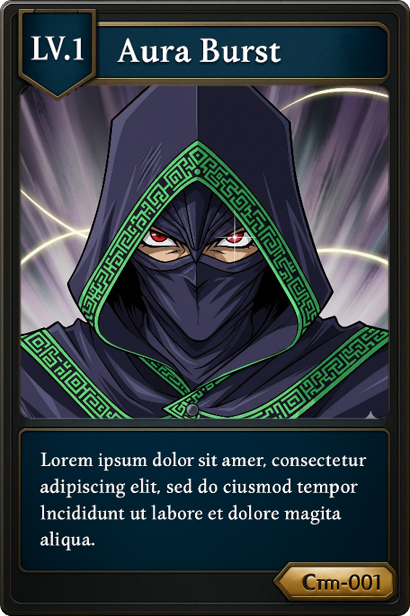 LV.1
Aura Burst
Lorem ipsum dolor sit amer, consectetur
adipiscing elit, sed do ciusmod tempor
Incididunt ut labore et dolore magita
aliqua.
Crm-001